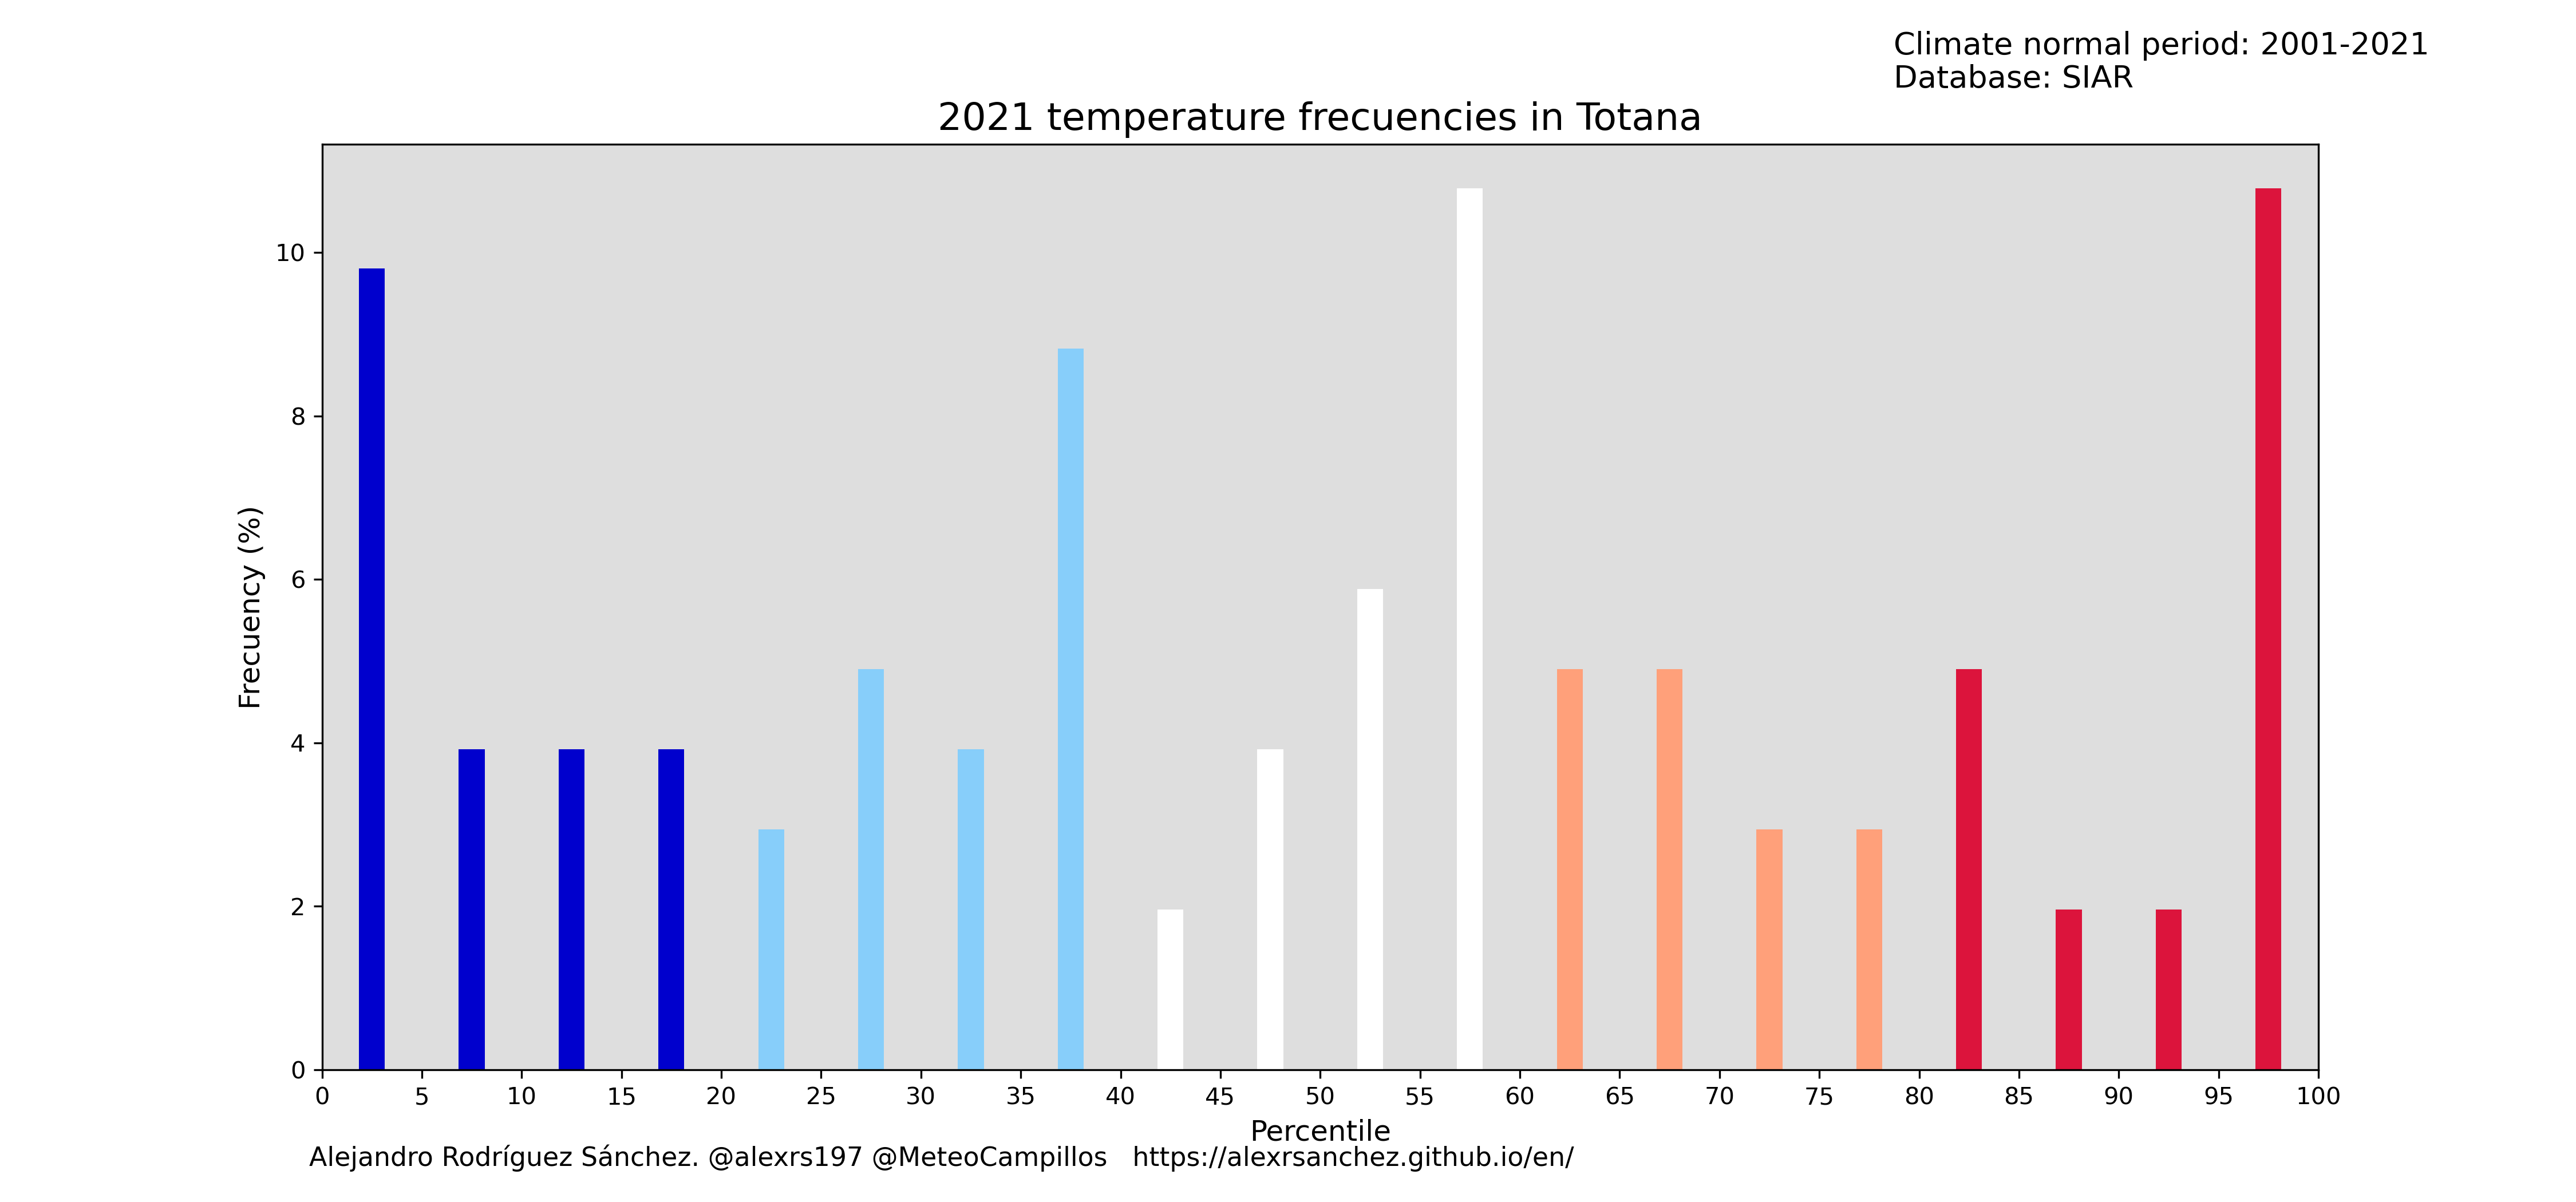 Climate normal period: 2001-2021
Database: SIAR
2021 temperature frecuencies in Totana
Frecuency (%)
10
8
6
4
2
0
0 5 10 15 20 25 30 35 40 45 50 55 60 65 70 75 80 85 90 95 100
Percentile
Alejandro Rodríguez Sánchez. @alexrs197 @MeteoCampillos https://alexrsanchez.github.io/en/